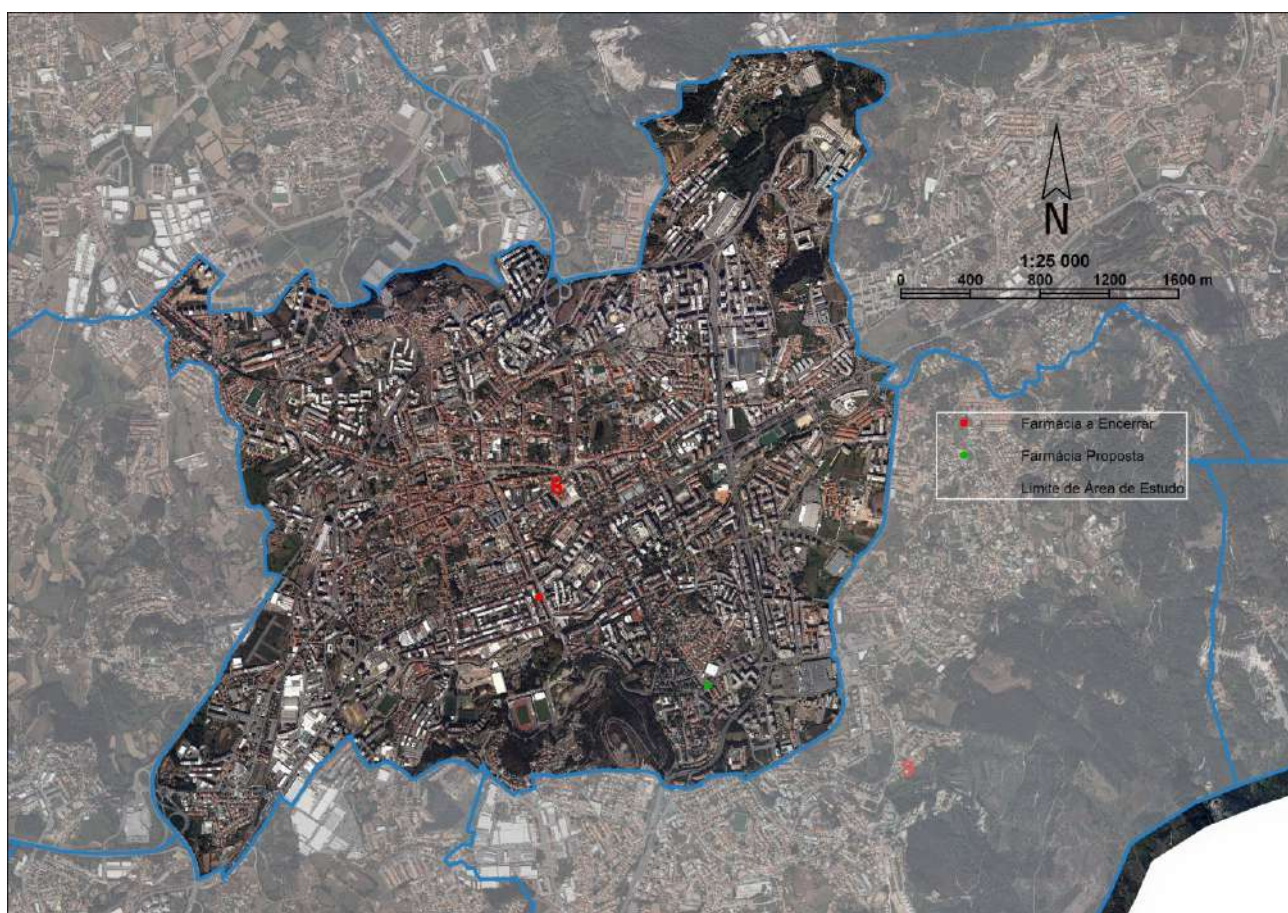 N
1:25 000
0 400 800 1200 1600 m
Farmácia a Encerrar
Farmácia Proposta
Limite de Área de Estudo